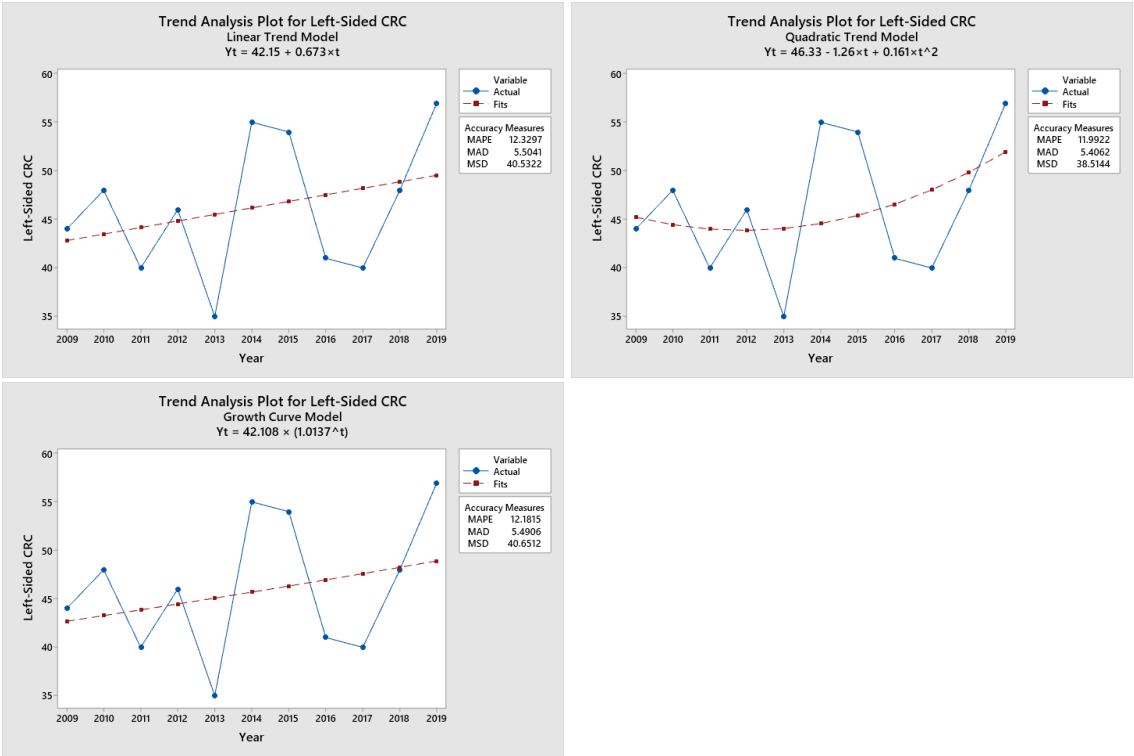 Trend Analysis Plot for Left-Sided CRC
Linear Trend Model
Yt = 42.15 + 0.673×t
60
55
50
45
40
35
Left-Sided CRC
2009 2010 2011 2012 2013 2014 2015 2016 2017 2018 2019
Year
Variable
Actual
Fits
Accuracy Measures
MAPE 12.3297
MAD 5.5041
MSD 40.5322
Trend Analysis Plot for Left-Sided CRC
Quadratic Trend Model
Yt = 46.33 - 1.26×t + 0.161×t^2
60
55
50
45
40
35
Left-Sided CRC
2009 2010 2011 2012 2013 2014 2015 2016 2017 2018 2019
Year
Variable
Actual
Fits
Accuracy Measures
MAPE 11.9922
MAD 5.4062
MSD 38.5144
Trend Analysis Plot for Left-Sided CRC
Growth Curve Model
Yt = 42.108 × (1.0137^t)
60
55
50
45
40
35
Left-Sided CRC
2009 2010 2011 2012 2013 2014 2015 2016 2017 2018 2019
Year
Variable
Actual
Fits
Accuracy Measures
MAPE 12.1815
MAD 5.4906
MSD 40.6512